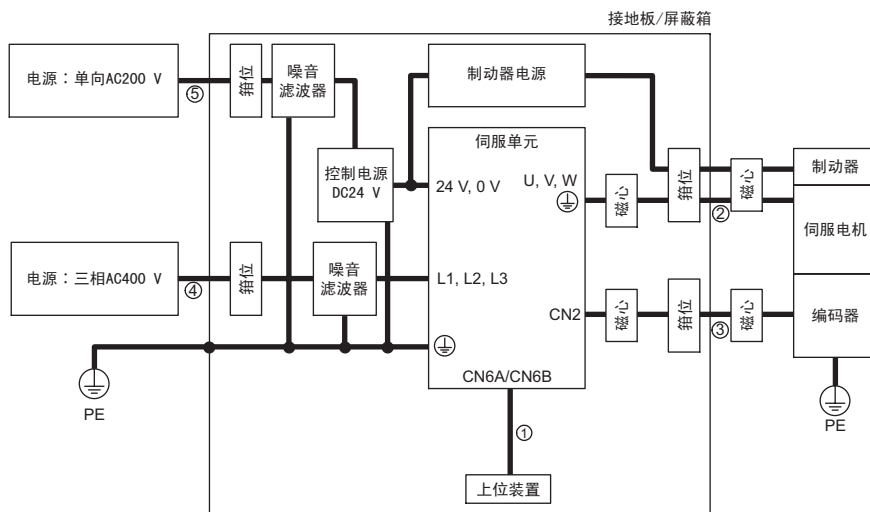 接地板/屏蔽箱
电源：单向AC200 V
⑤
箝位
噪音
滤波器
制动器电源
伺服单元
控制电源
DC24 V
24 V, 0 V
U, V, W
磁心
箝位
②
磁心
制动器
伺服电机
电源：三相AC400 V
④
箝位
噪音
滤波器
L1, L2, L3
CN2
磁心
箝位
③
磁心
编码器
PE
CN6A/CN6B
PE
①
上位装置